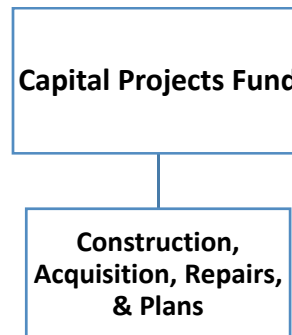 Capital Projects Fund
Construction,
Acquisition, Repairs,
& Plans